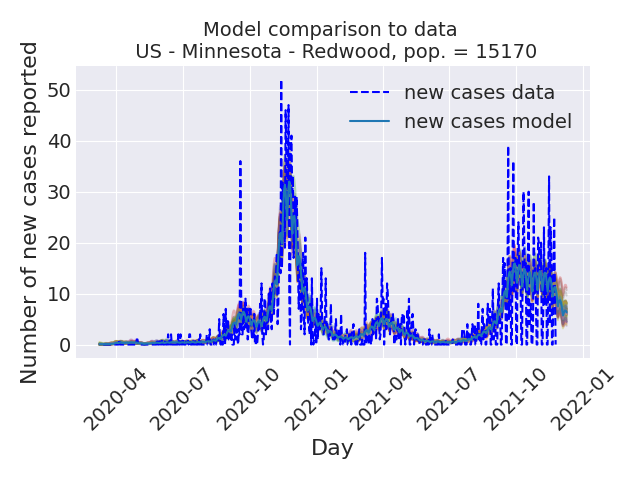 Model comparison to data
US - Minnesota - Redwood, pop. = 15170
Number of new cases reported
50
40
30
20
10
0
new cases data
new cases model
2020-04
2020-07
2020-10
2021-01
2021-04
2021-07
2021-10
2022-01
Day